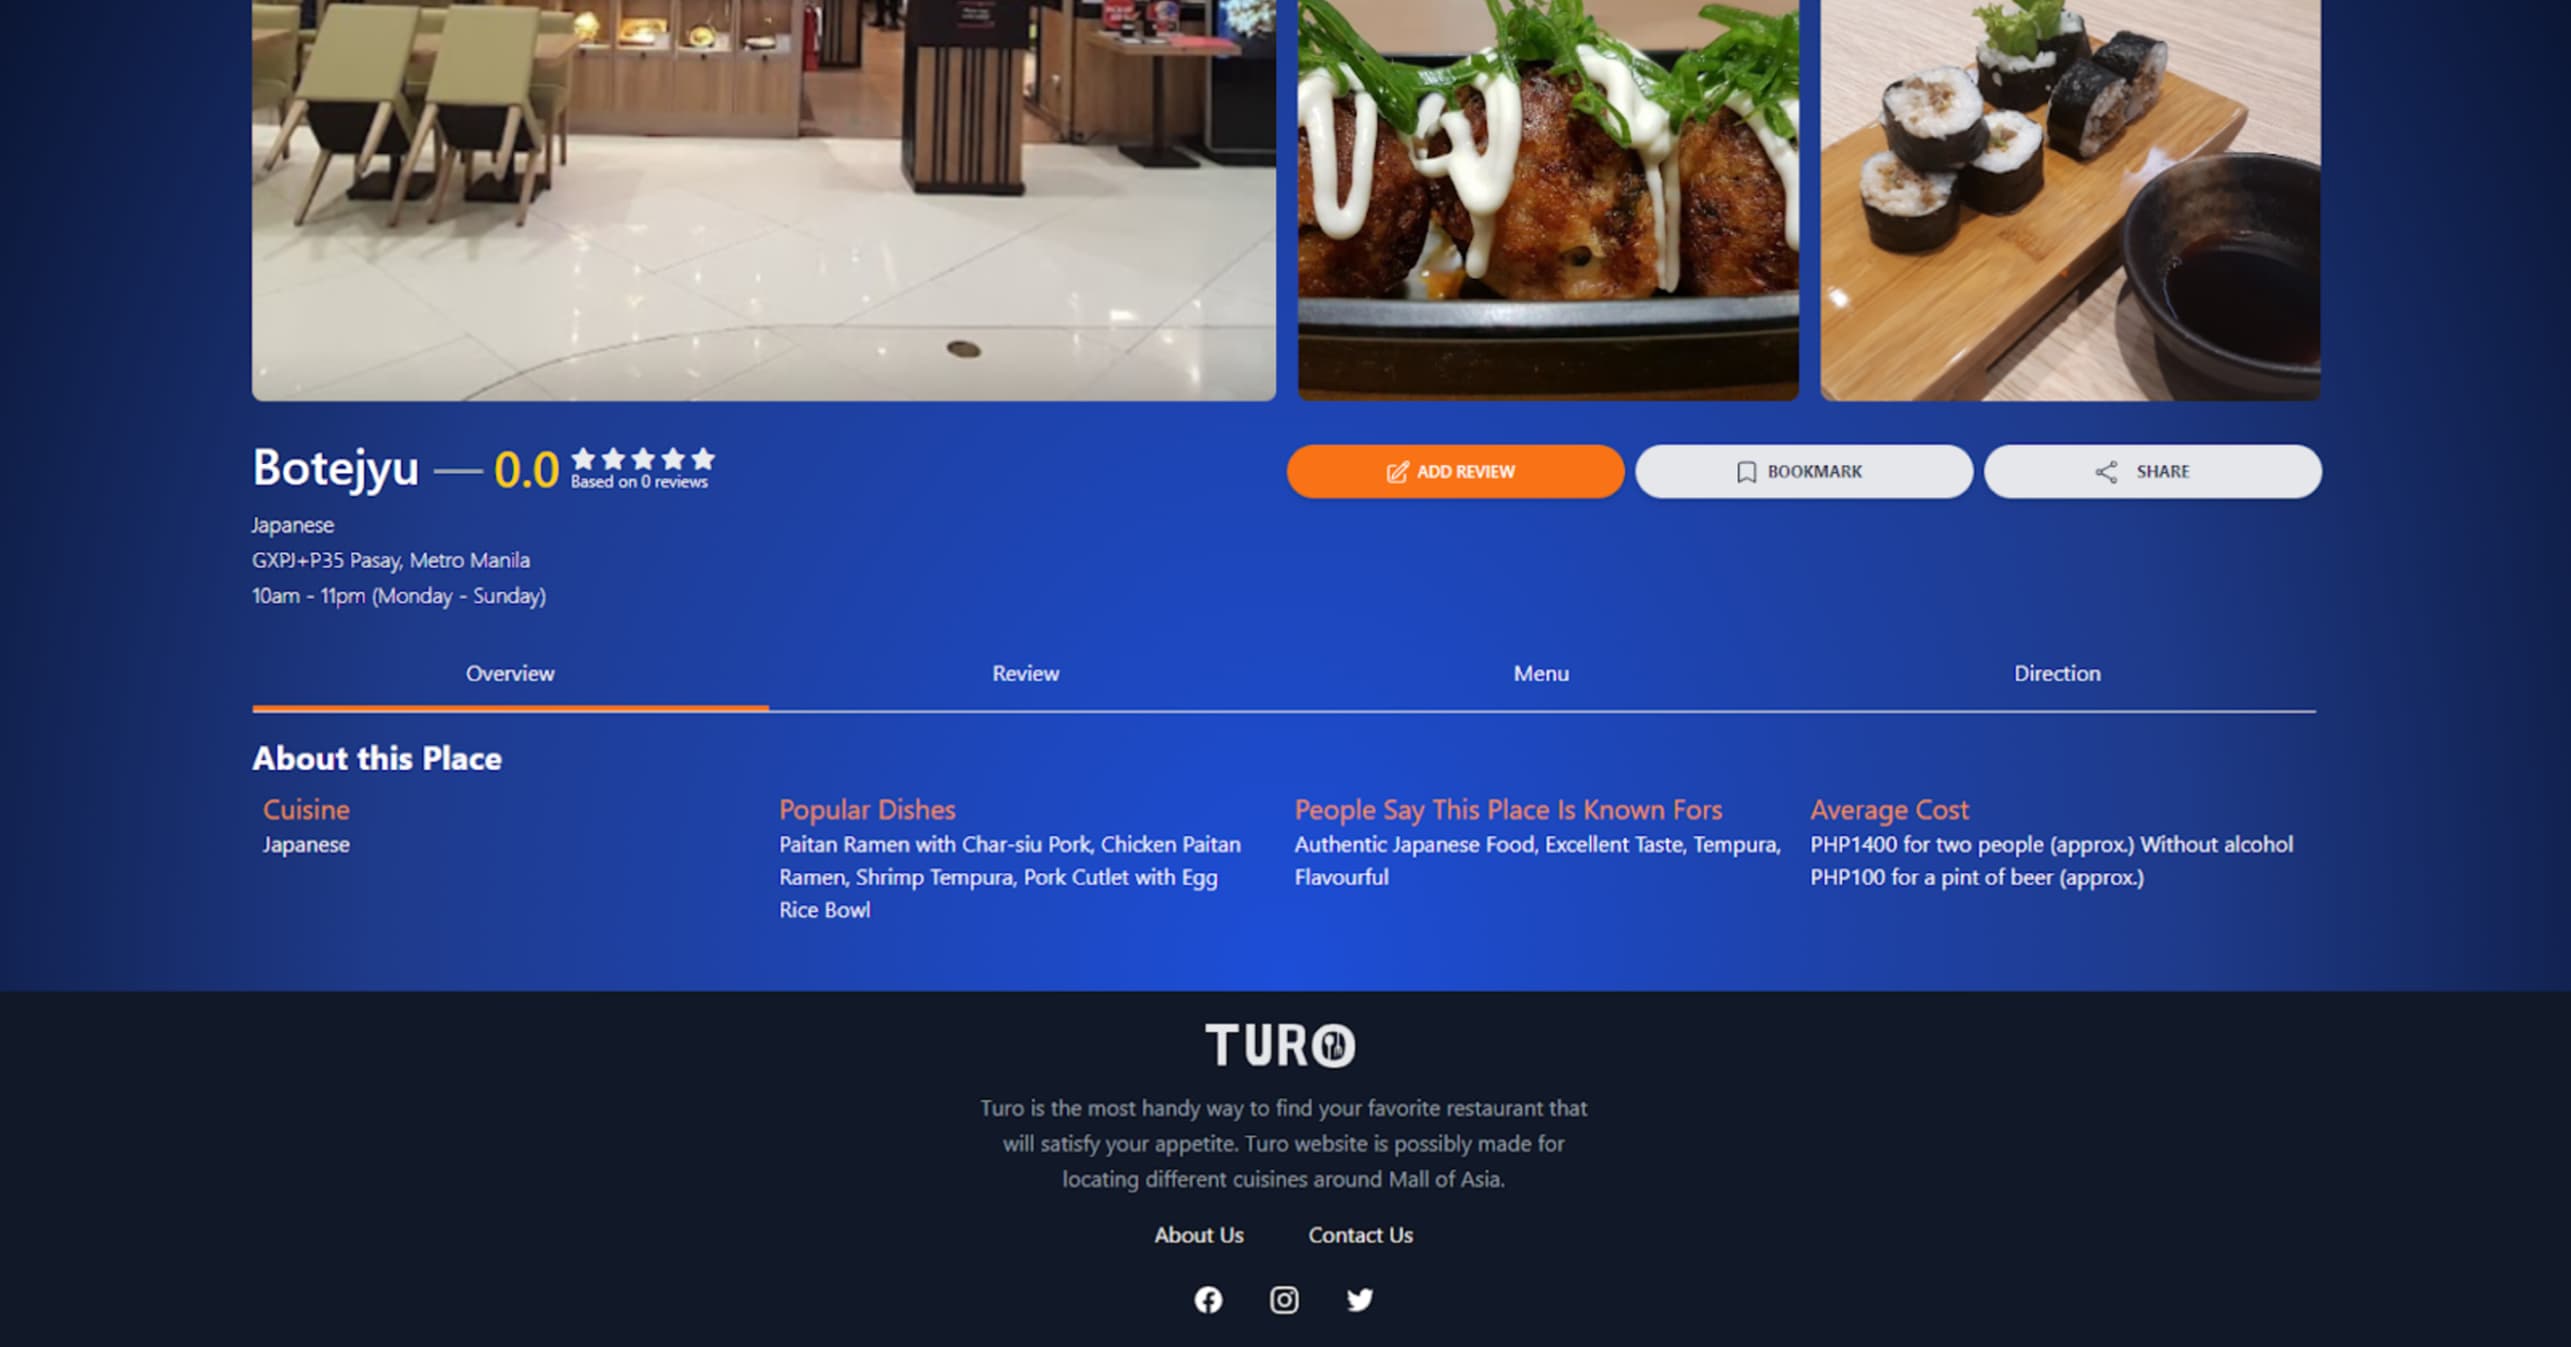 Botejyu — 0.0
Based on 0 reviews
ADD REVIEW
BOOKMARK
SHARE
Japanese
GXPJ+P35 Pasay, Metro Manila
10am - 11pm (Monday - Sunday)
Overview
Review
Menu
Direction
About this Place
Cuisine
Japanese
Popular Dishes
Paitan Ramen with Char-siu Pork, Chicken Paitan
Ramen, Shrimp Tempura, Pork Cutlet with Egg
Rice Bowl
People Say This Place Is Known Fors
Authentic Japanese Food, Excellent Taste, Tempura,
Flavourful
Average Cost
PHP1400 for two people (approx.) Without alcohol
PHP100 for a pint of beer (approx.)
TURO
Turo is the most handy way to find your favorite restaurant that
will satisfy your appetite. Turo website is possibly made for
locating different cuisines around Mall of Asia.
About Us
Contact Us